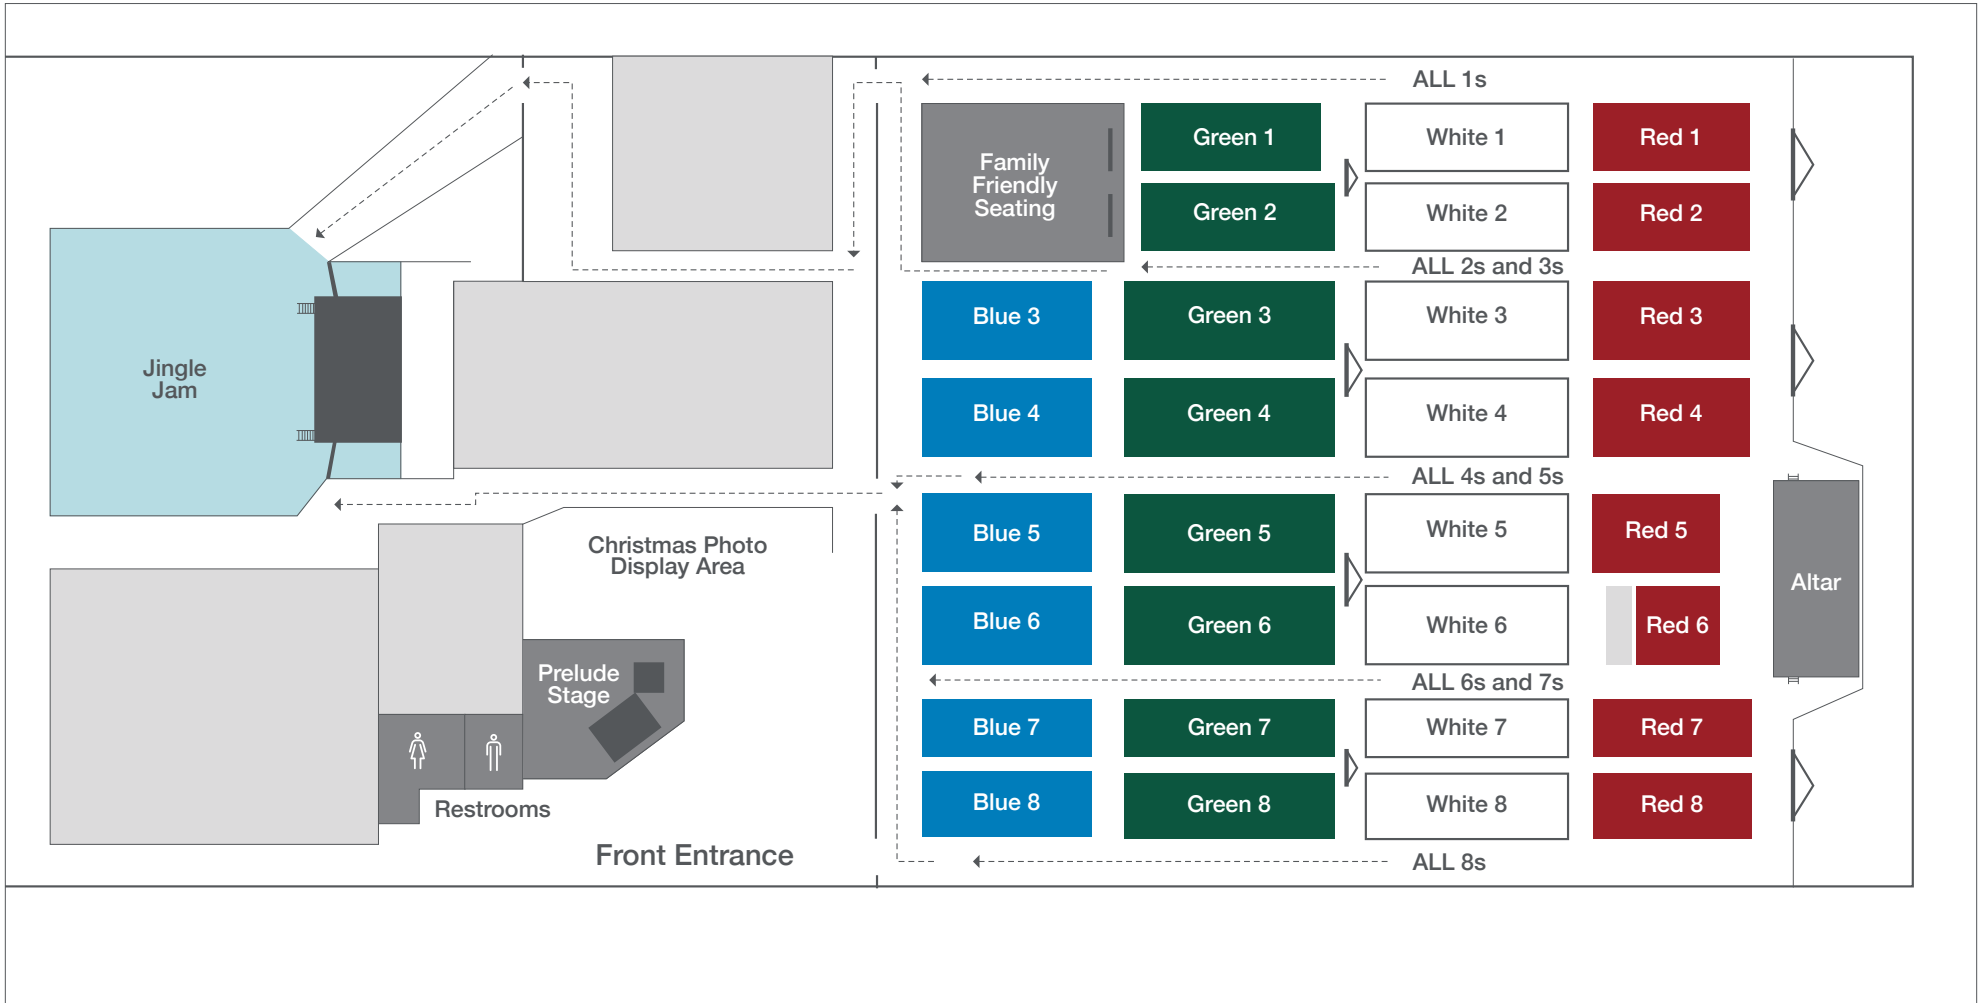 ALL 1s
Family
Friendly
Seating
Green 1
White 1
Red 1
Green 2
White 2
Red 2
ALL 2s and 3s
Blue 3
Green 3
White 3
Red 3
Jingle
Jam
Blue 4
Green 4
White 4
Red 4
ALL 4s and 5s
Christmas Photo
Display Area
Blue 5
Green 5
White 5
Red 5
Altar
Blue 6
Green 6
White 6
Red 6
Prelude
Stage
ALL 6s and 7s
Blue 7
Green 7
White 7
Red 7
Restrooms
Blue 8
Green 8
White 8
Red 8
Front Entrance
ALL 8s